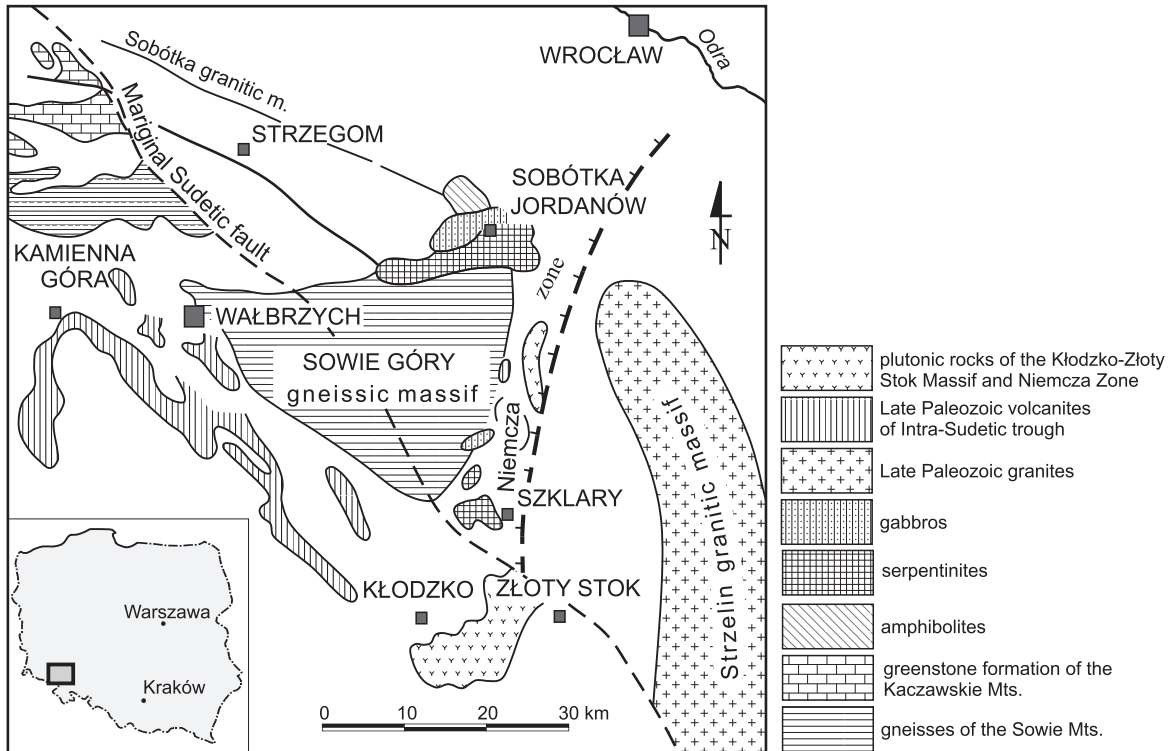 WROCŁAW
Odra
Sobótka granitic m.
Mariginal Sudetic fault
STRZEGOM
SOBÓTKA
JORDANÓW
N
KAMIENNA
GÓRA
zone
WAŁBRZYCH
SOWIE GÓRY
gneissic massif
Niemcza
Strzelin granitic massif
SZKLARY
KŁODZKO
ZŁOTY STOK
Warszawa
Kraków
0 10 20 30 km
plutonic rocks of the Kłodzko-Złoty
Stok Massif and Niemcza Zone
Late Paleozoic volcanites
of Intra-Sudetic trough
Late Paleozoic granites
gabbros
serpentinites
amphibolites
greenstone formation of the
Kaczawskie Mts.
gneisses of the Sowie Mts.